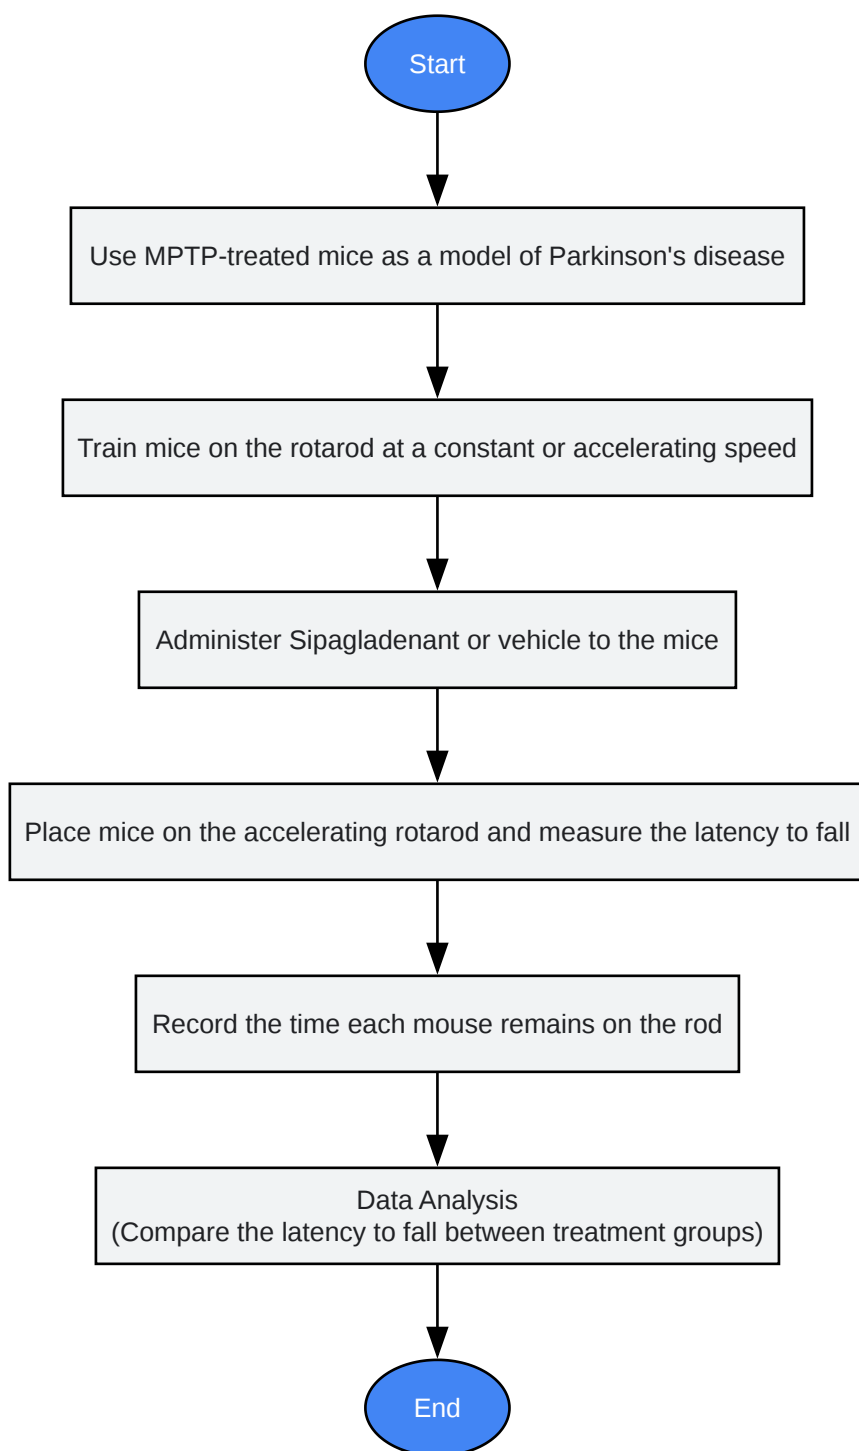 Start
Use MPTP-treated mice as a model of Parkinson's disease
Train mice on the rotarod at a constant or accelerating speed
Administer Sipagladenant or vehicle to the mice
Place mice on the accelerating rotarod and measure the latency to fall
Record the time each mouse remains on the rod
Data Analysis
(Compare the latency to fall between treatment groups)
End